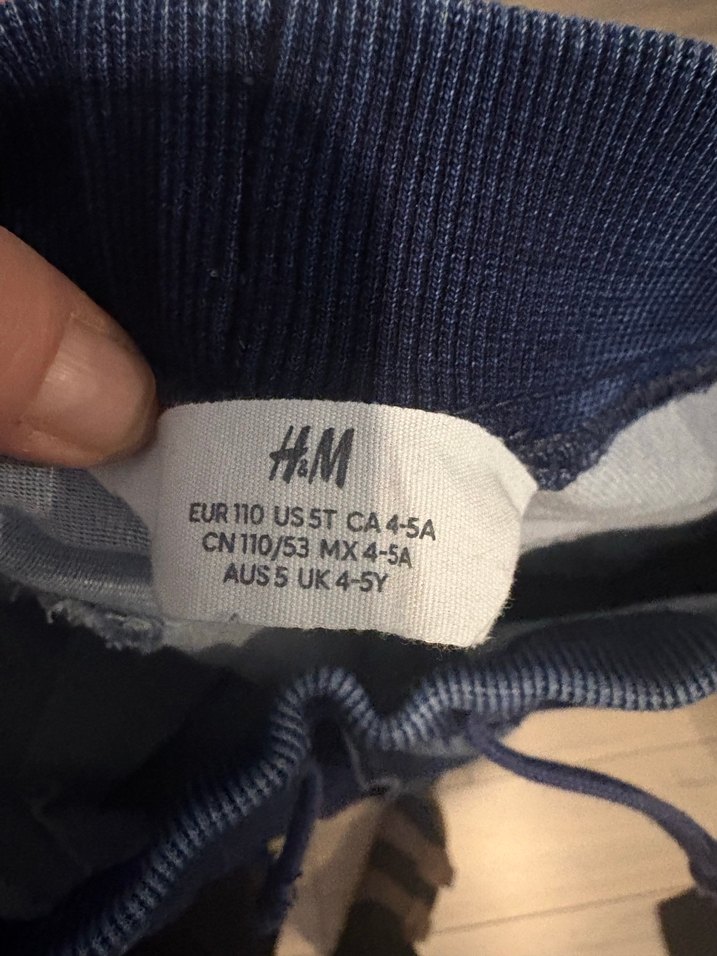 H&M
EUR 110 US 5T CA 4-5A
CN 110/53 MX 4-5A
AUS 5 UK 4-5Y